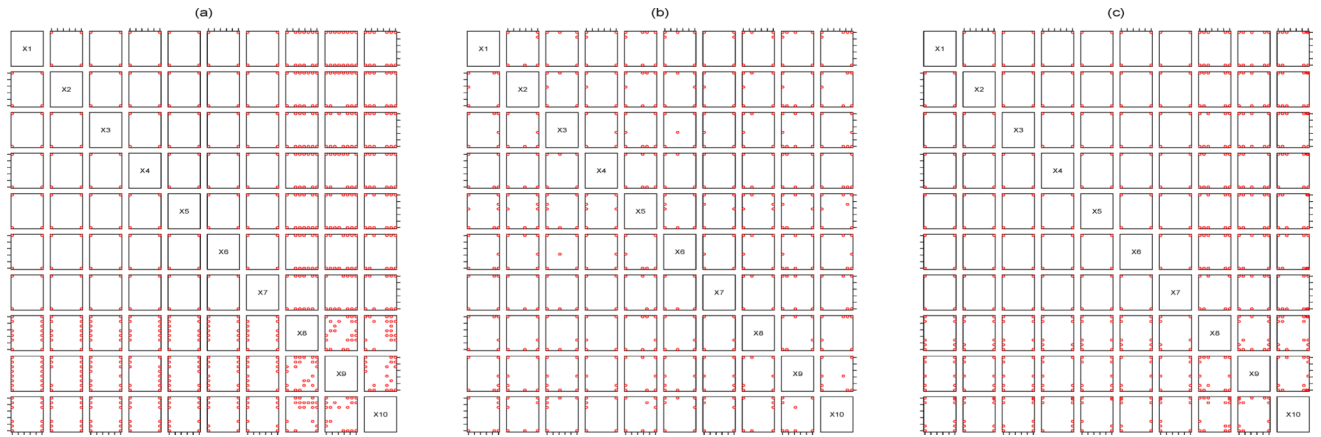 (a) (b) (c)
X1 X1 X1
X2 X2 X2
X3 X3 X3
X4 X4 X4
X5 X5 X5
X6 X6 X6
X7 X7 X7
X8 X8 X8
X9 X9 X9
X10 X10 X10